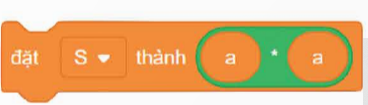 đặt S thành a * a